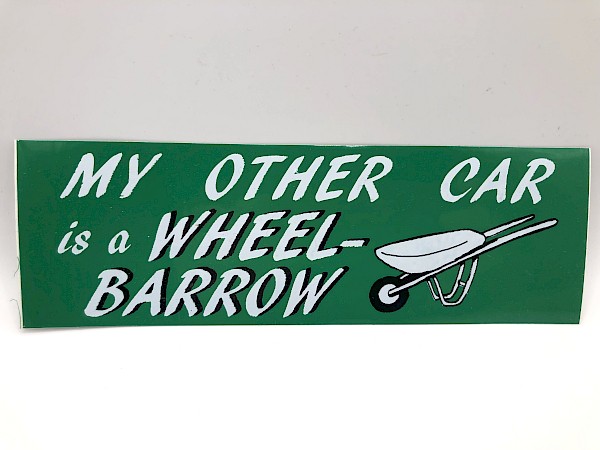 MY OTHER CAR
is a WHEEL-
BARROW